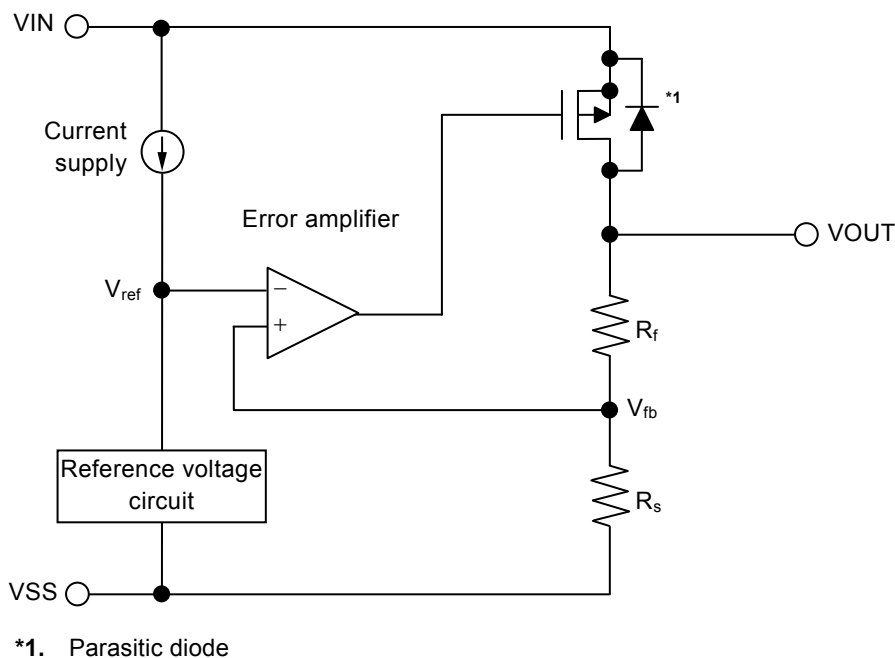 VIN
*1
Current
supply
Error amplifier
VOUT
Vref
−
+
Rf
Vfb
Reference voltage
circuit
Rs
VSS
*1. Parasitic diode